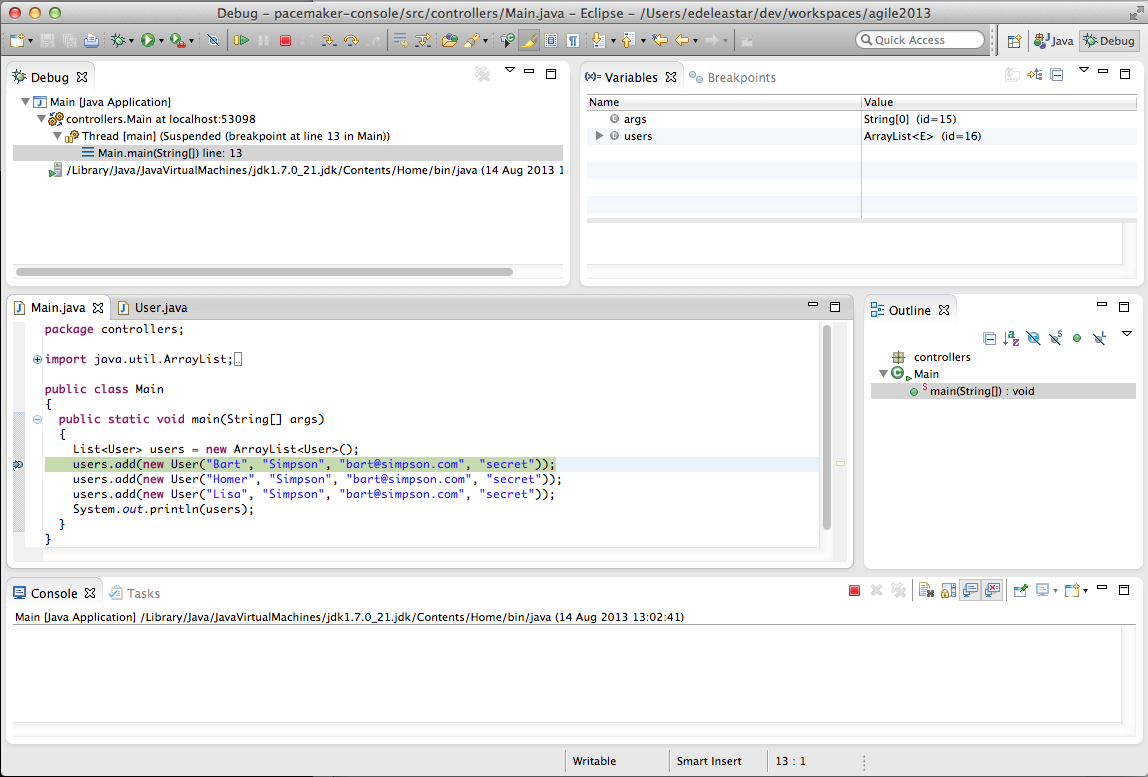 Debug – pacemaker-console/src/controllers/Main.java – Eclipse – /Users/edeleastar/dev/workspaces/agile2013
Quick Access
Java
Debug
Debug
Main [Java Application]
controllers.Main at localhost:53098
Thread [main] (Suspended (breakpoint at line 13 in Main))
Main.main(String[]) line: 13
/Library/Java/JavaVirtualMachines/jdk1.7.0_21.jdk/Contents/Home/bin/java (14 Aug 2013 1
(x)= Variables
Breakpoints
Name Value
args String[0] (id=15)
users ArrayList<E> (id=16)
Main.java
User.java
package controllers;
import java.util.ArrayList;
public class Main
{
public static void main(String[] args)
{
List<User> users = new ArrayList<User>();
users.add(new User("Bart", "Simpson", "bart@simpson.com", "secret"));
users.add(new User("Homer", "Simpson", "bart@simpson.com", "secret"));
users.add(new User("Lisa", "Simpson", "bart@simpson.com", "secret"));
System.out.println(users);
}
}
Outline
controllers
Main
main(String[]) : void
Console
Tasks
Main [Java Application] /Library/Java/JavaVirtualMachines/jdk1.7.0_21.jdk/Contents/Home/bin/java (14 Aug 2013 13:02:41)
Writable
Smart Insert
13 : 1